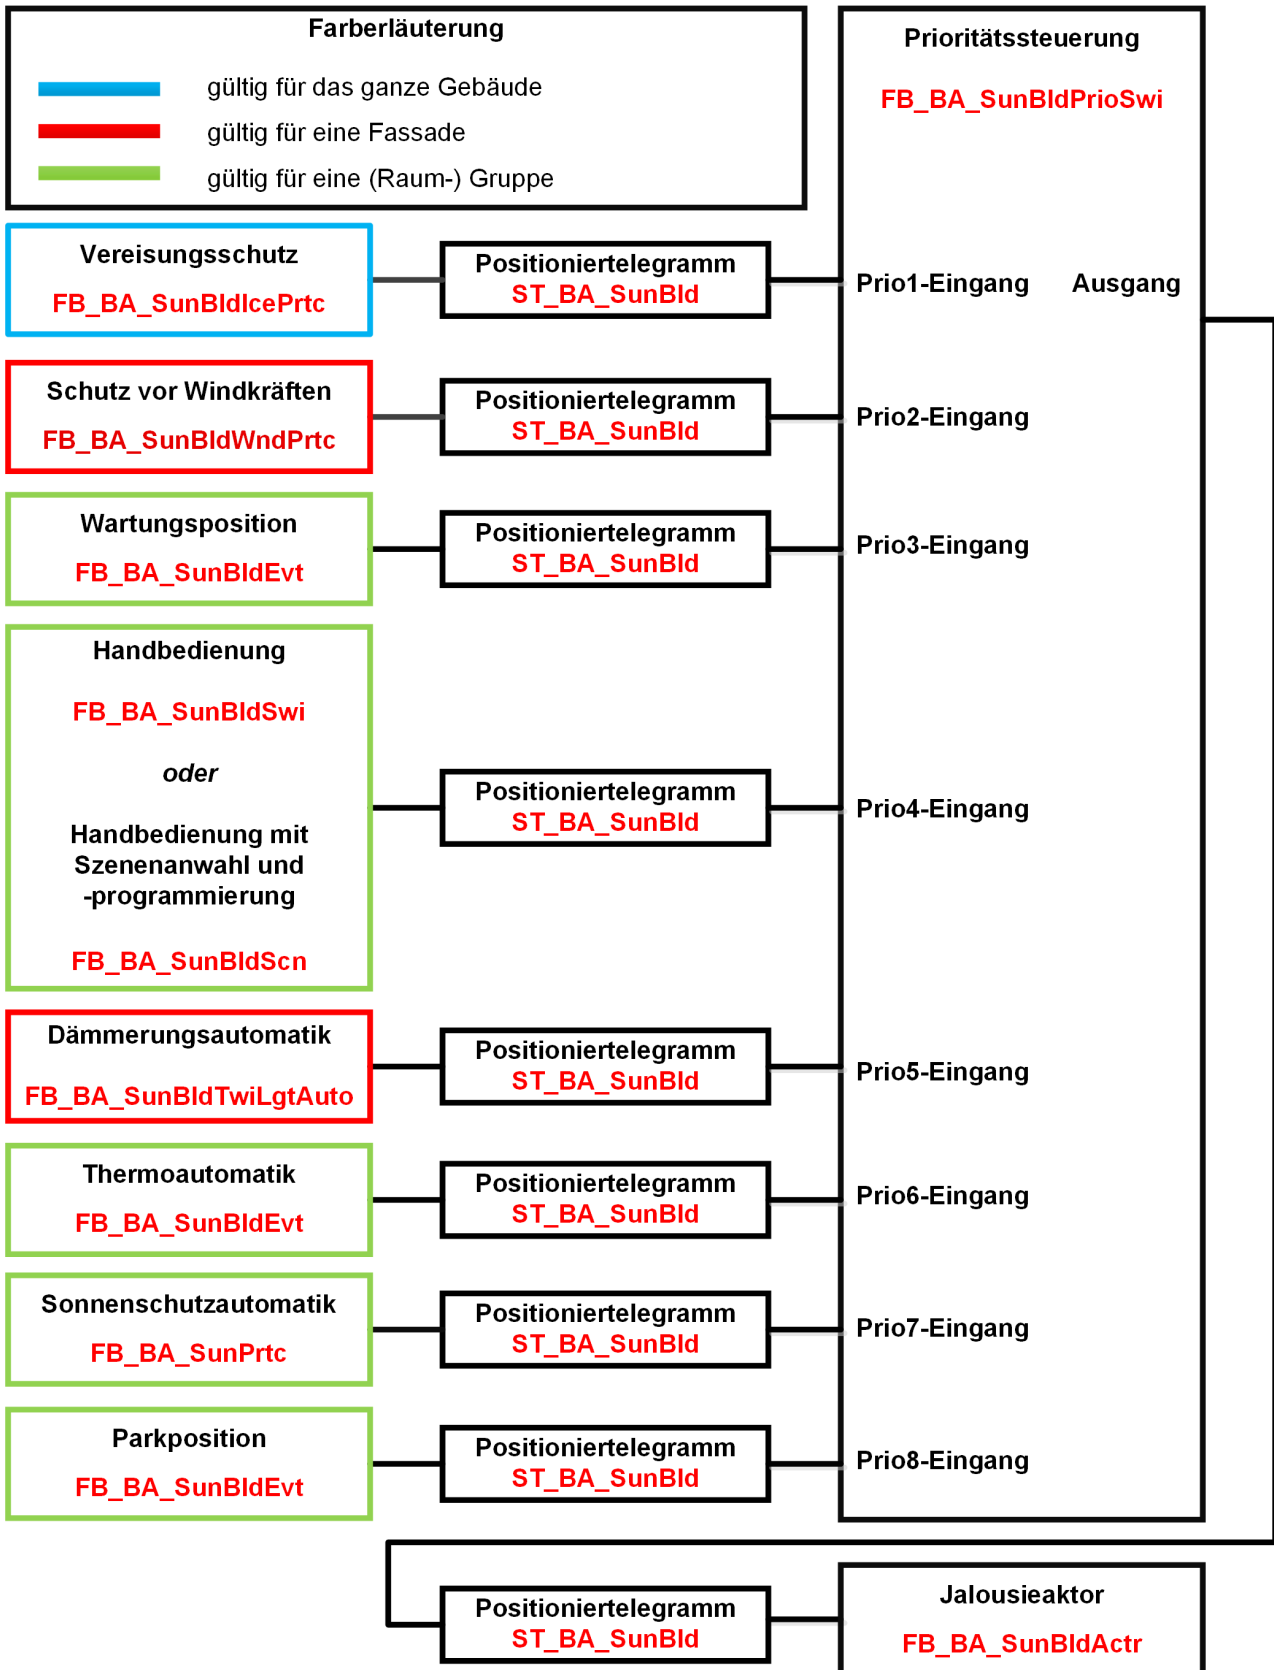 Farberläuterung
gültig für das ganze Gebäude
gültig für eine Fassade
gültig für eine (Raum-) Gruppe
Prioritätssteuerung
FB_BA_SunBldPrioSwi
Vereisungsschutz
FB_BA_SunBldIcePrtc
Positioniertelegramm
ST_BA_SunBld
Prio1-Eingang
Ausgang
Schutz vor Windkräften
FB_BA_SunBldWndPrtc
Positioniertelegramm
ST_BA_SunBld
Prio2-Eingang
Wartungsposition
FB_BA_SunBldEvt
Positioniertelegramm
ST_BA_SunBld
Prio3-Eingang
Handbedienung
FB_BA_SunBldSwi
oder
Handbedienung mit
Szenenanwahl und
-programmierung
FB_BA_SunBldScn
Positioniertelegramm
ST_BA_SunBld
Prio4-Eingang
Dämmerungsautomatik
FB_BA_SunBldTwiLgtAuto
Positioniertelegramm
ST_BA_SunBld
Prio5-Eingang
Thermoautomatik
FB_BA_SunBldEvt
Positioniertelegramm
ST_BA_SunBld
Prio6-Eingang
Sonnenschutzautomatik
FB_BA_SunPrtc
Positioniertelegramm
ST_BA_SunBld
Prio7-Eingang
Parkposition
FB_BA_SunBldEvt
Positioniertelegramm
ST_BA_SunBld
Prio8-Eingang
Positioniertelegramm
ST_BA_SunBld
Jalousieaktor
FB_BA_SunBldActr